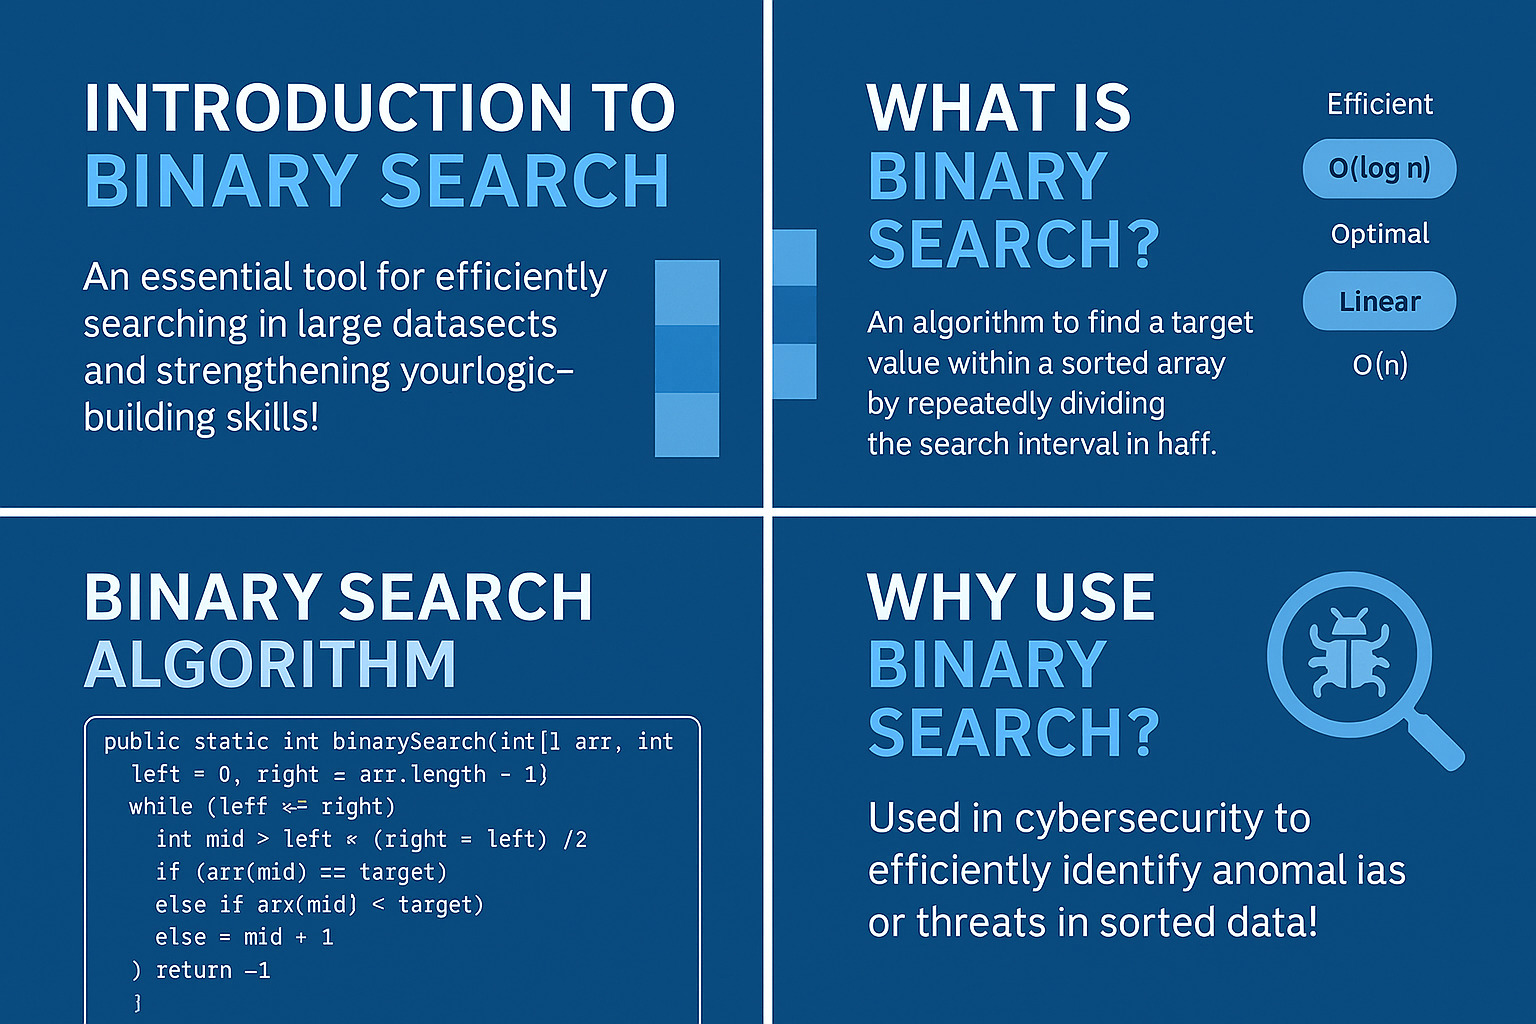 INTRODUCTION TO
BINARY SEARCH
An essential tool for efficiently
searching in large datasects
and strengthening yourlogic–
building skills!
WHAT IS
BINARY
SEARCH?
An algorithm to find a target
value within a sorted array
by repeatedly dividing
the search interval in haff.
Efficient
O(log n)
Optimal
Linear
O(n)
BINARY SEARCH
ALGORITHM
public static int binarySearch(int[] arr, int
left = 0, right = arr.length - 1}
while (leff <= right)
int mid > left « (right = left) /2
if (arr(mid) == target)
else if arx(mid) < target)
else = mid + 1
) return –1
}
WHY USE
BINARY
SEARCH?
Used in cybersecurity to
efficiently identify anomal ias
or threats in sorted data!